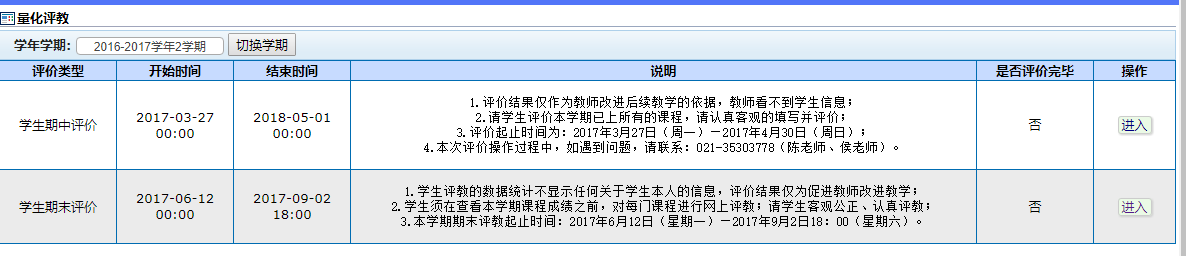 量化评教
学年学期: 2016-2017学年2学期 切换学期
评价类型 开始时间 结束时间 说明 是否评价完毕 操作
学生期中评价 2017-03-27 00:00 2018-05-01 00:00
1.评价结果仅作为教师改进后续教学的依据，教师看不到学生信息；
2.请学生评价本学期已上所有的课程，请认真客观的填写并评价；
3.评价起止时间为：2017年3月27日（周一）－2017年4月30日（周日）；
4.本次评价操作过程中，如遇到问题，请联系：021-35303778（陈老师、侯老师）。
否 进入
学生期末评价 2017-06-12 00:00 2017-09-02 18:00
1.学生评教的数据统计不显示任何关于学生本人的信息，评价结果仅为促进教师改进教学；
2.学生须在查看本学期课程成绩之前，对每门课程进行网上评教；请学生客观公正、认真评教；
3.本学期期末评教起止时间：2017年6月12日（星期一）－2017年9月2日18：00（星期六）。
否 进入